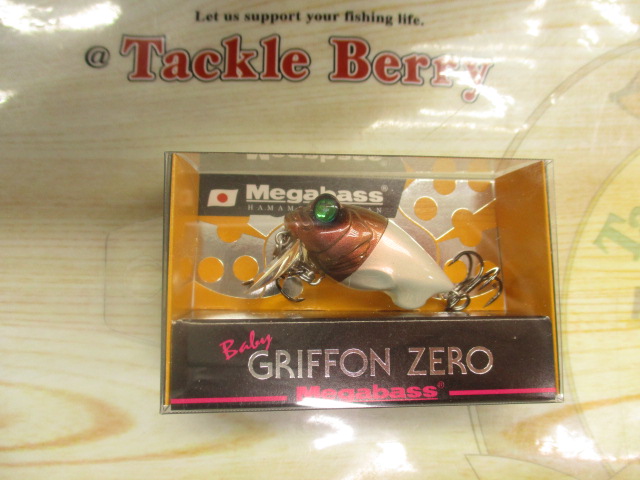 Let us support your fishing life.
@ Tackle Berry
Megabass®
Baby
GRIFFON ZERO
Megabass®